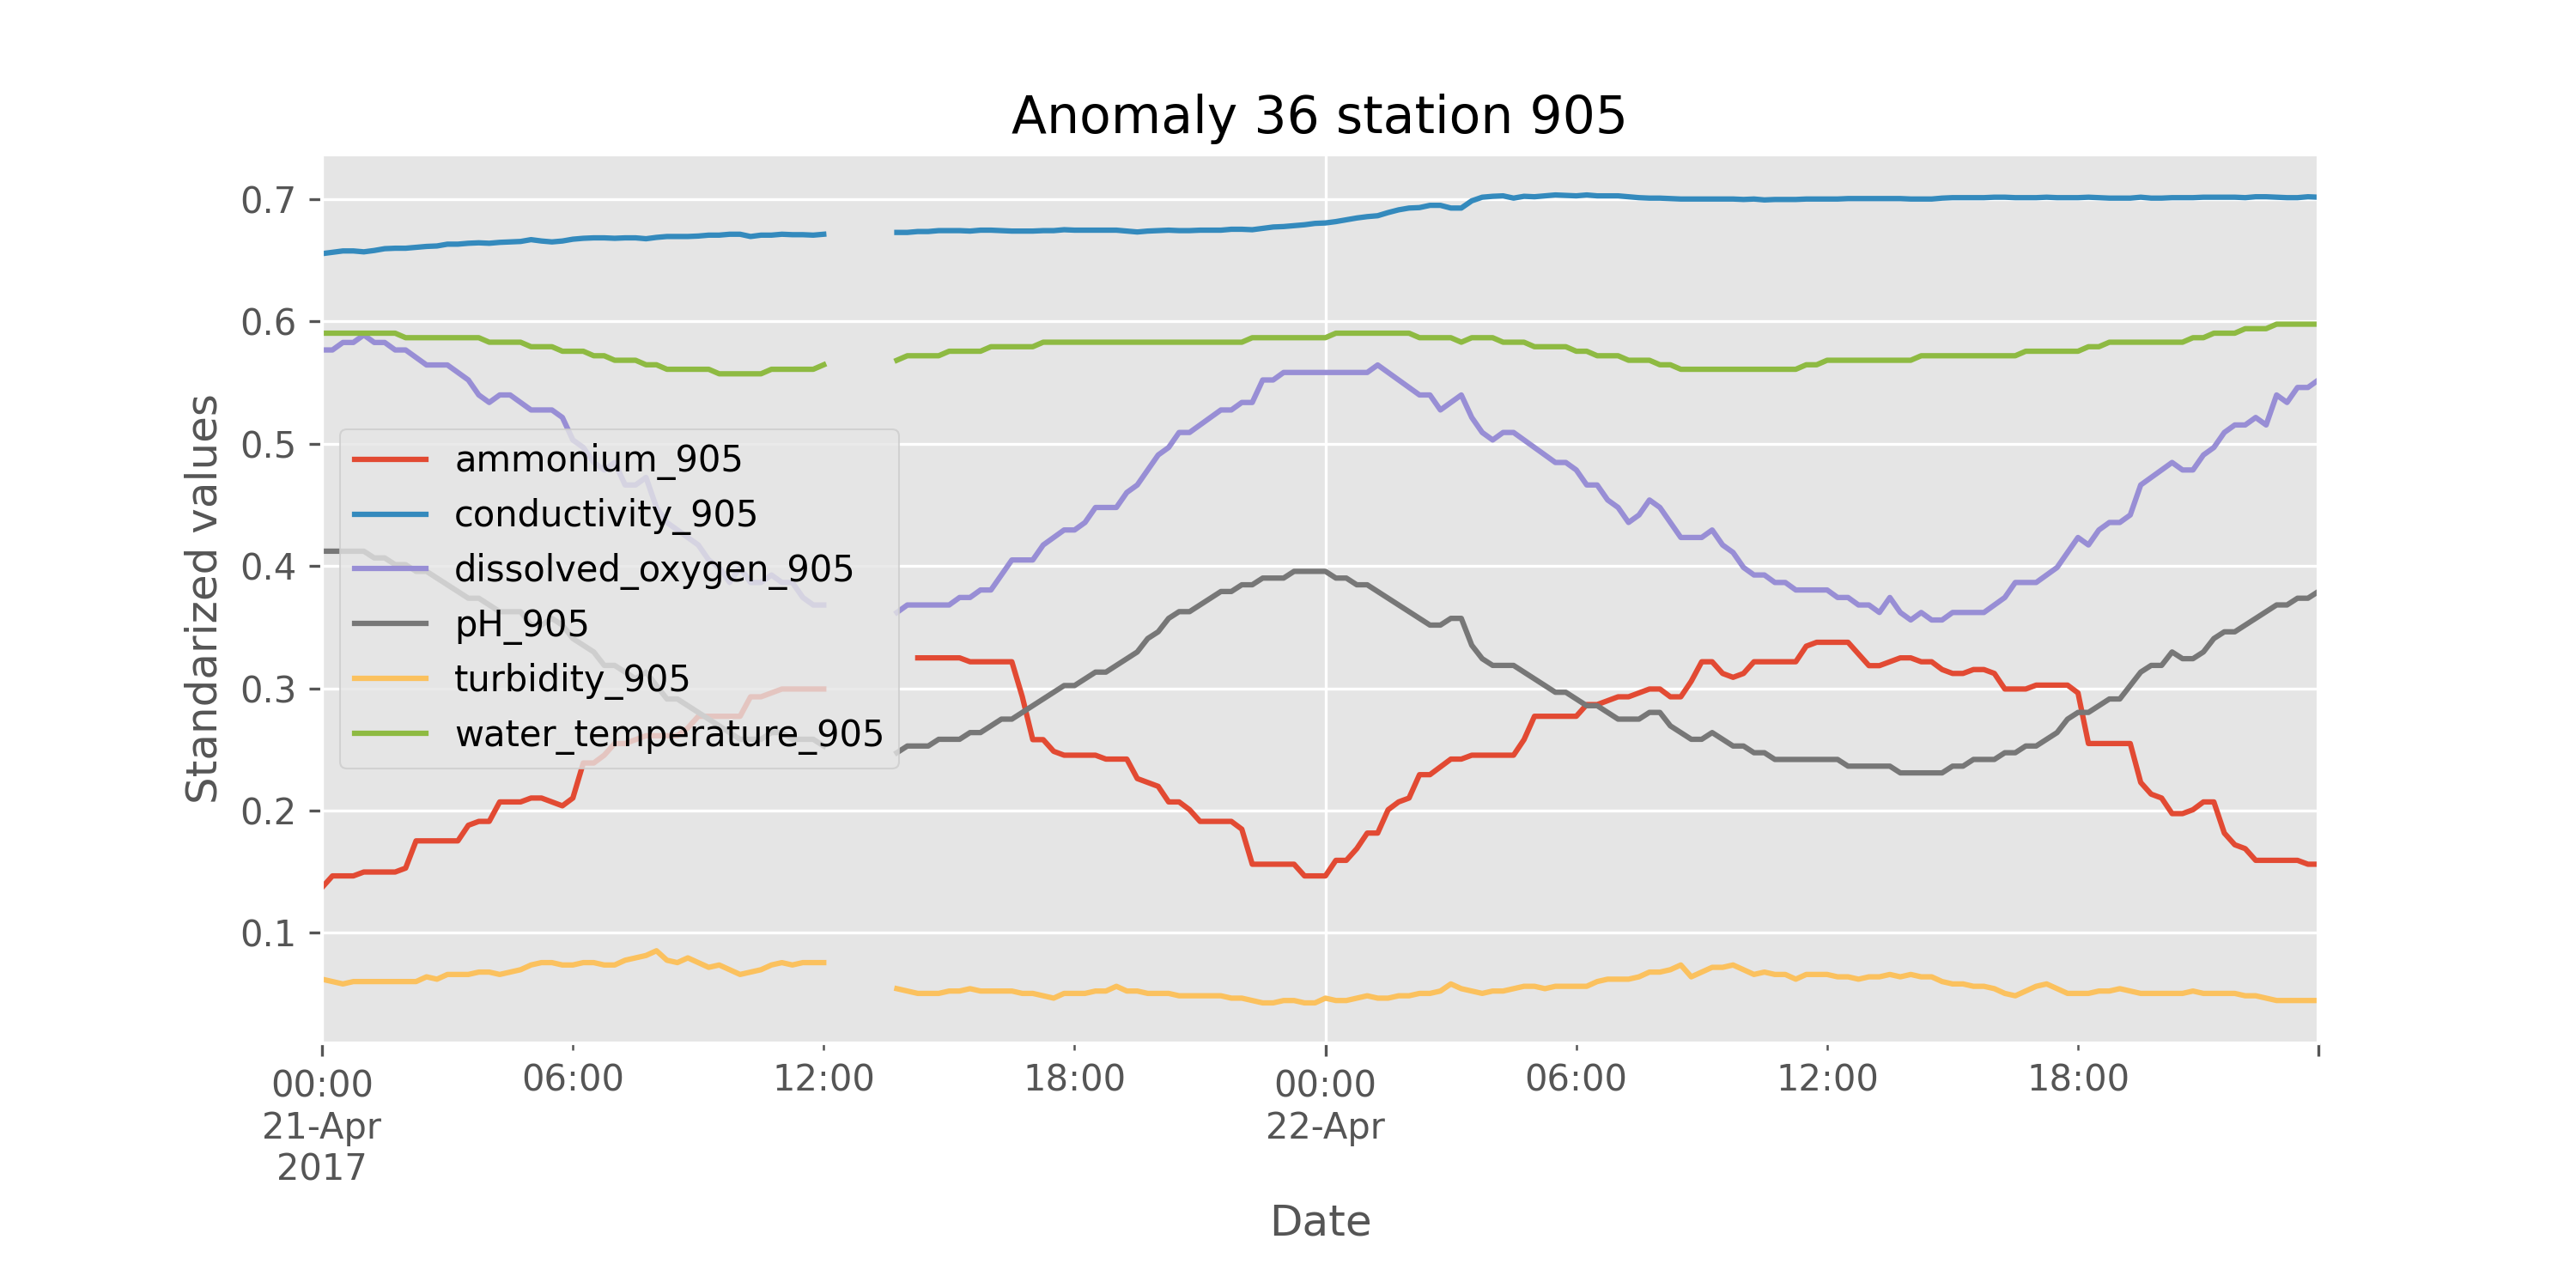 Anomaly 36 station 905
Standarized values
0.7
0.6
0.5
0.4
0.3
0.2
0.1
ammonium_905
conductivity_905
dissolved_oxygen_905
pH_905
turbidity_905
water_temperature_905
00:00 06:00 12:00 18:00 00:00 06:00 12:00 18:00
21-Apr 22-Apr
2017
Date